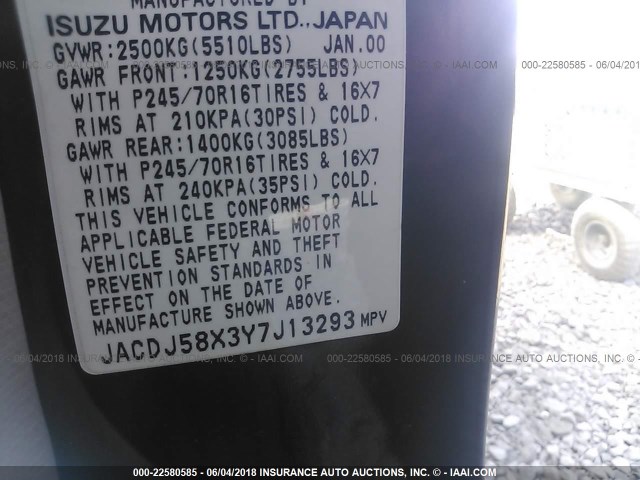 MANUFACTURED BY
ISUZU MOTORS LTD., JAPAN
GVWR:2500KG(5510LBS) JAN.00
GAWR FRONT:1250KG(2755LBS)
WITH P245/70R16TIRES & 16X7
RIMS AT 210KPA(30PSI) COLD.
GAWR REAR:1400KG(3085LBS)
WITH P245/70R16TIRES & 16X7
RIMS AT 240KPA(35PSI) COLD.
THIS VEHICLE CONFORMS TO ALL
APPLICABLE FEDERAL MOTOR
VEHICLE SAFETY AND THEFT
PREVENTION STANDARDS IN
EFFECT ON THE DATE OF
MANUFACTURE SHOWN ABOVE.
JACDJ58X3Y7J13293 MPV
000-22580585 - 06/04/2018 INSURANCE AUTO AUCTIONS, INC. - © - IAAI.COM